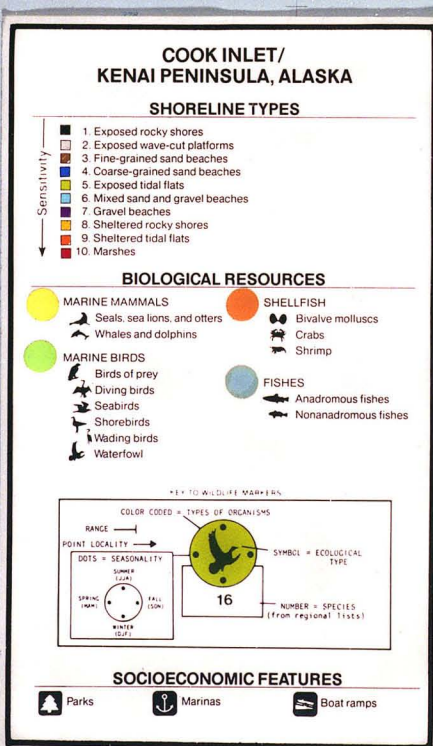 COOK INLET/
KENAI PENINSULA, ALASKA
SHORELINE TYPES
Sensitivity
1. Exposed rocky shores
2. Exposed wave-cut platforms
3. Fine-grained sand beaches
4. Coarse-grained sand beaches
5. Exposed tidal flats
6. Mixed sand and gravel beaches
7. Gravel beaches
8. Sheltered rocky shores
9. Sheltered tidal flats
10. Marshes
BIOLOGICAL RESOURCES
MARINE MAMMALS
Seals, sea lions, and otters
Whales and dolphins
MARINE BIRDS
Birds of prey
Diving birds
Seabirds
Shorebirds
Wading birds
Waterfowl
SHELLFISH
Bivalve molluscs
Crabs
Shrimp
FISHES
Anadromous fishes
Nonanadromous fishes
KEY TO WILDLIFE MARKERS
COLOR CODED = TYPES OF ORGANISMS
RANGE
POINT LOCALITY
DOTS = SEASONALITY
SUMMER
(JJA)
SPRING
(MAM)
FALL
(SON)
WINTER
(DJF)
SYMBOL = ECOLOGICAL
TYPE
16
NUMBER = SPECIES
(from regional lists)
SOCIOECONOMIC FEATURES
Parks
Marinas
Boat ramps